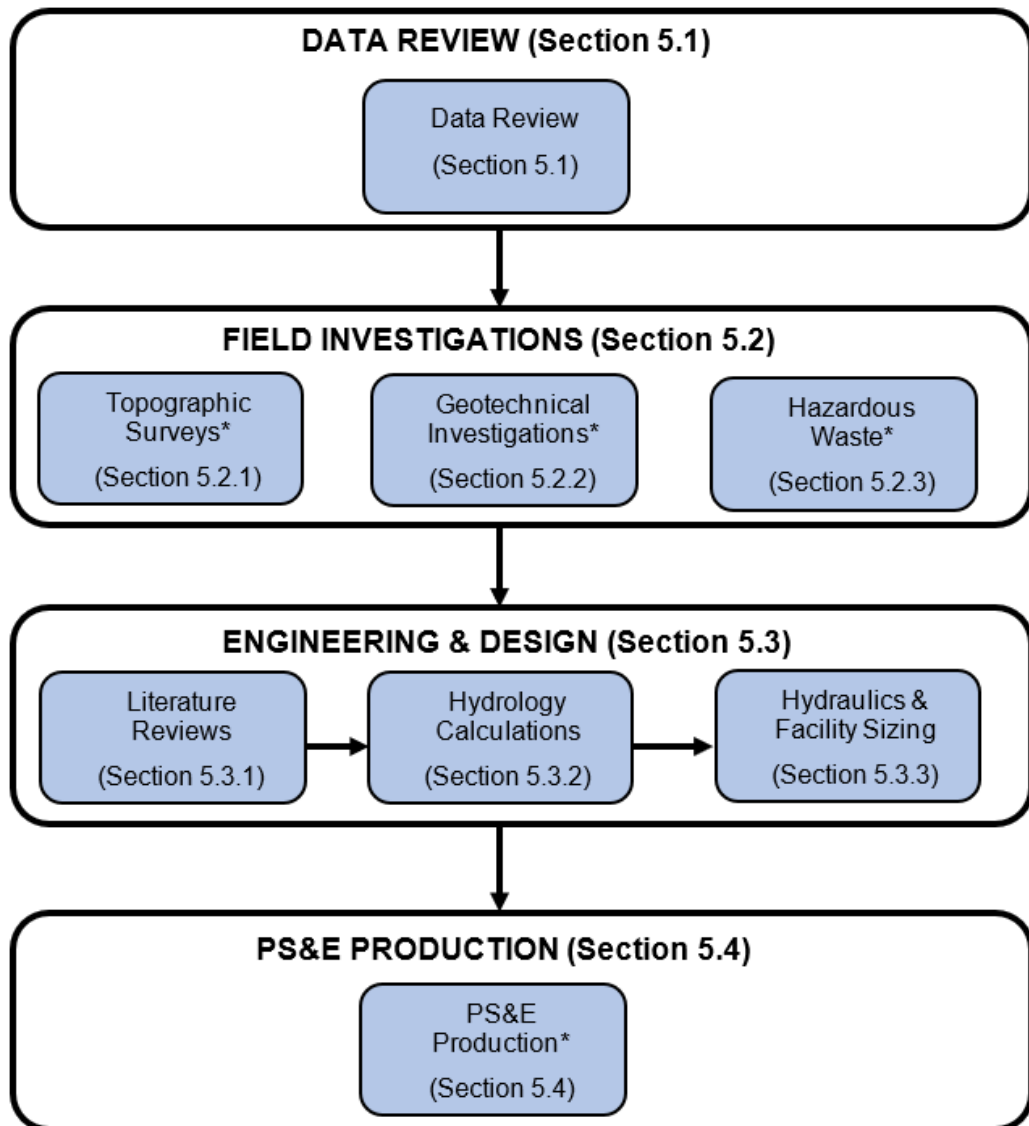 DATA REVIEW (Section 5.1)
Data Review
(Section 5.1)
FIELD INVESTIGATIONS (Section 5.2)
Topographic
Surveys*
(Section 5.2.1)
Geotechnical
Investigations*
(Section 5.2.2)
Hazardous
Waste*
(Section 5.2.3)
ENGINEERING & DESIGN (Section 5.3)
Literature
Reviews
(Section 5.3.1)
Hydrology
Calculations
(Section 5.3.2)
Hydraulics &
Facility Sizing
(Section 5.3.3)
PS&E PRODUCTION (Section 5.4)
PS&E
Production*
(Section 5.4)